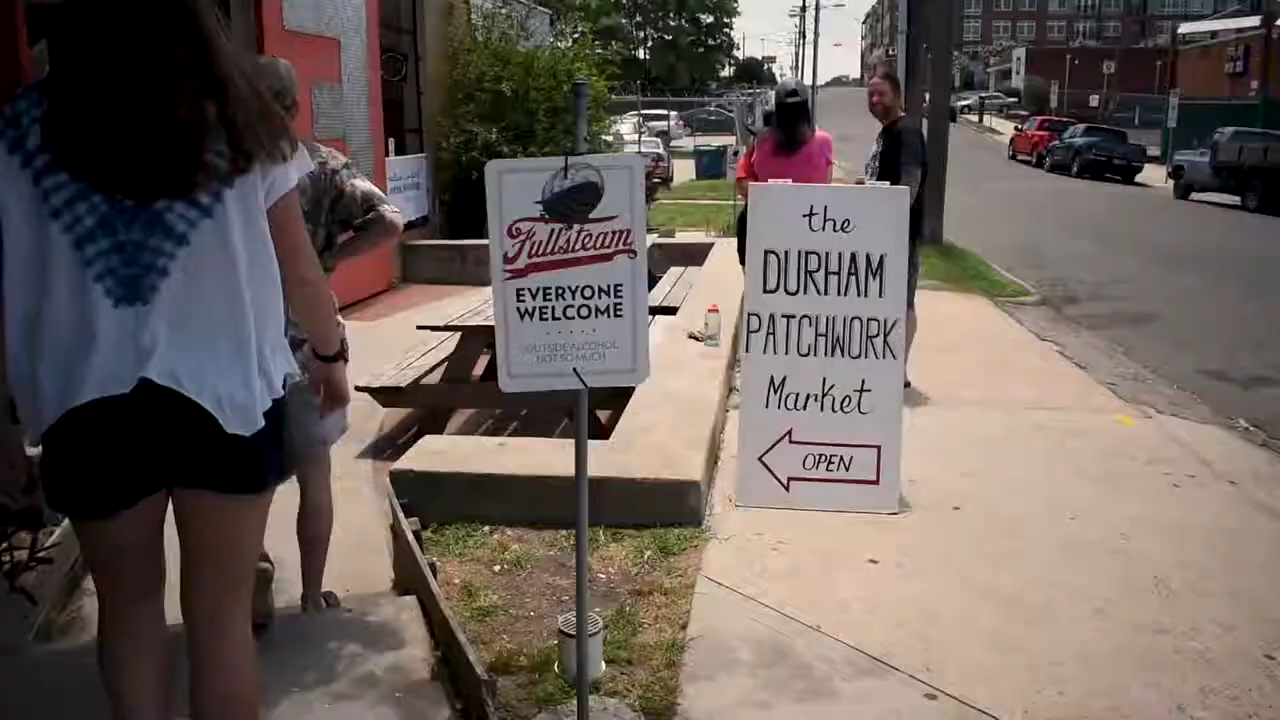 Fullsteam
EVERYONE
WELCOME
OUTSIDE ALCOHOL,
NOT SO MUCH
the
DURHAM
PATCHWORK
Market
OPEN